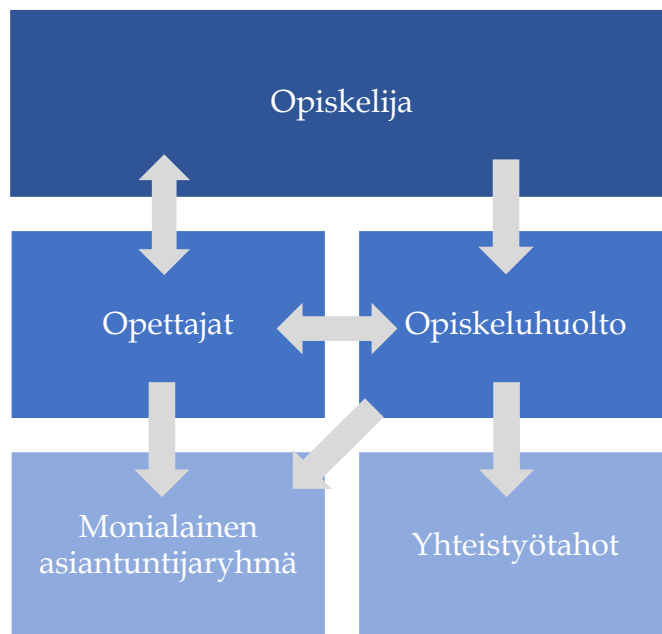 Opiskelija
Opettajat
Opiskeluhuolto
Monialainen
asiantuntijaryhmä
Yhteistyötahot